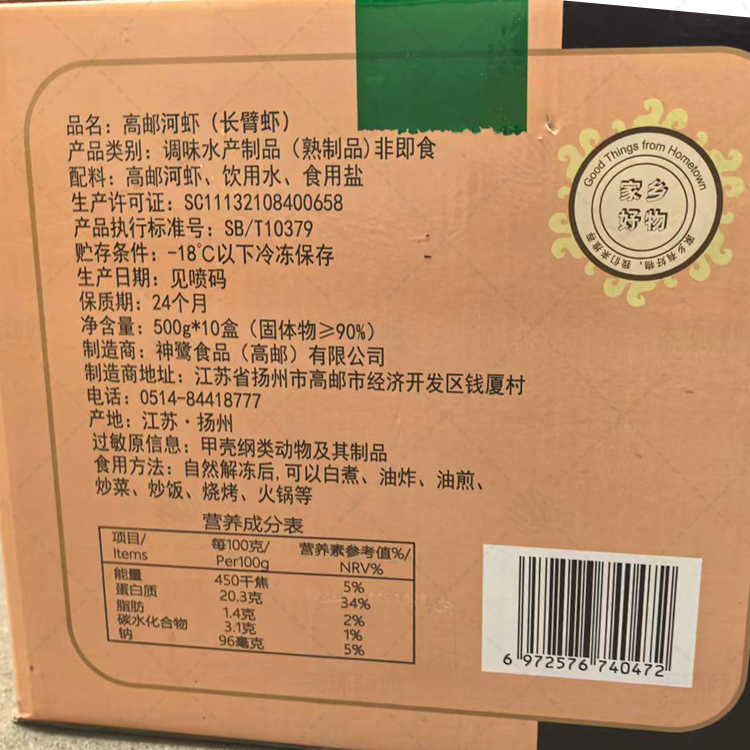 品名：高邮河虾（长臂虾）
产品类别：调味水产制品（熟制品）非即食
配料：高邮河虾、饮用水、食用盐
生产许可证：SC11132108400658
产品执行标准号：SB/T10379
贮存条件：-18℃以下冷冻保存
生产日期：见喷码
保质期：24个月
净含量：500g*10盒（固体物≥90%）
制造商：神鹭食品（高邮）有限公司
制造商地址：江苏省扬州市高邮市经济开发区钱厦村
电话：0514-84418777
产地：江苏·扬州
过敏原信息：甲壳纲类动物及其制品
食用方法：自然解冻后，可以白煮、油炸、油煎、
炒菜、炒饭、烧烤、火锅等
营养成分表
项目/Items 每100克/Per100g 营养素参考值%/NRV%
能量 450千焦 5%
蛋白质 20.3克 34%
脂肪 1.4克 2%
碳水化合物 3.1克 1%
钠 96毫克 5%
Good Things from Hometown
家乡
好物
家乡有好物，我们来推荐
6 972576 740472